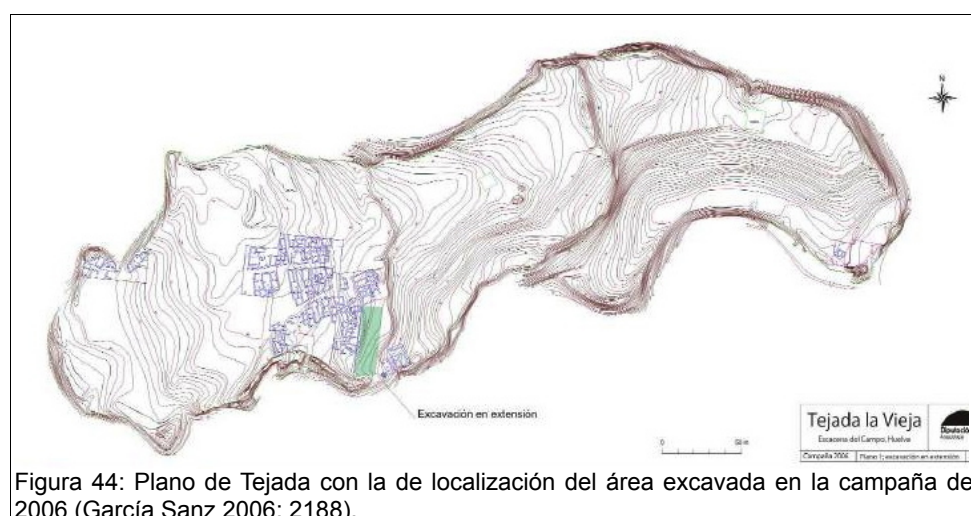 N
Excavación en extensión
0
50 m
Tejada la Vieja
Escacena del Campo, Huelva
Diputación
Campaña 2006
Plano 1; excavación en extensión
Figura 44: Plano de Tejada con la de localización del área excavada en la campaña de
2006 (García Sanz 2006: 2188).